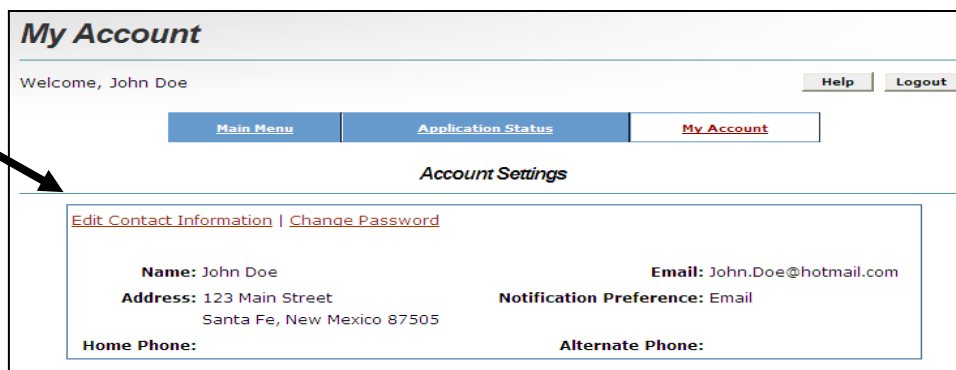 My Account
Welcome, John Doe
Help Logout
Main Menu Application Status My Account
Account Settings
Edit Contact Information | Change Password
Name: John Doe Email: John.Doe@hotmail.com
Address: 123 Main Street Notification Preference: Email
Santa Fe, New Mexico 87505
Home Phone: Alternate Phone: